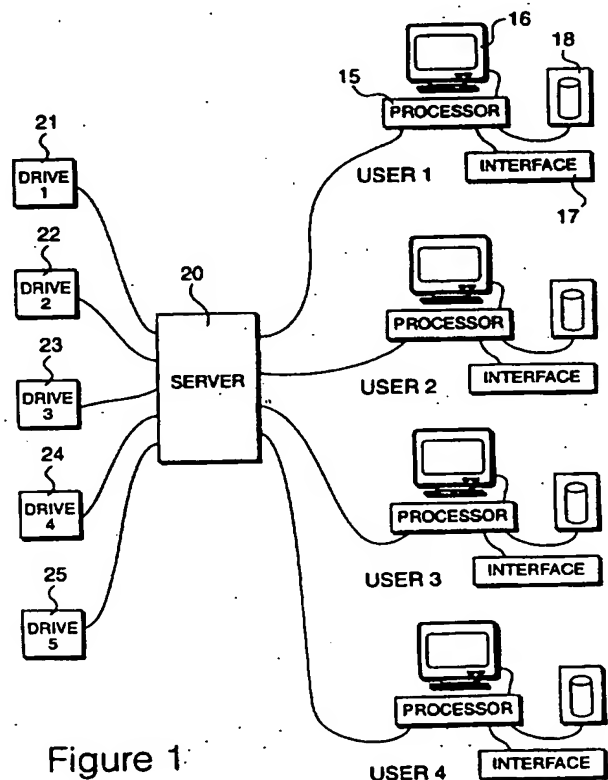 16
18
15
PROCESSOR
21
INTERFACE
DRIVE
1
USER 1
17
22
20
DRIVE
2
PROCESSOR
23
SERVER
INTERFACE
USER 2
DRIVE
3
24
DRIVE
4
PROCESSOR
25
INTERFACE
USER 3
DRIVE
5
PROCESSOR
Figure 1
INTERFACE
USER 4